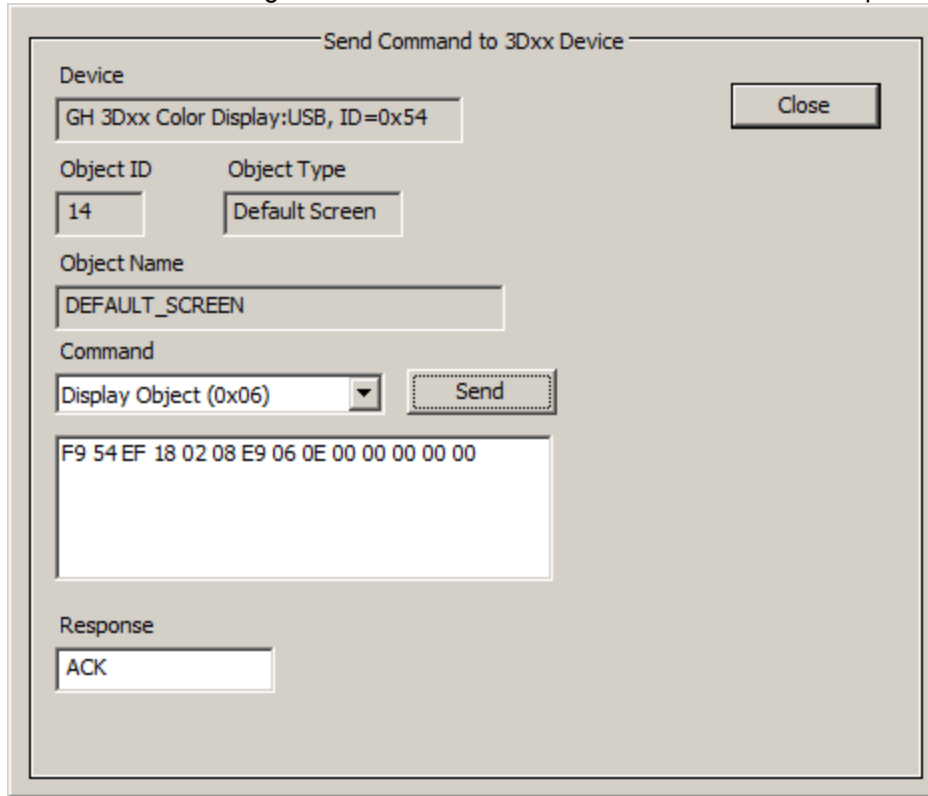 Send Command to 3Dxx Device
Device
GH 3Dxx Color Display:USB, ID=0x54
Close
Object ID Object Type
14 Default Screen
Object Name
DEFAULT_SCREEN
Command
Display Object (0x06) Send
F9 54 EF 18 02 08 E9 06 0E 00 00 00 00 00
Response
ACK